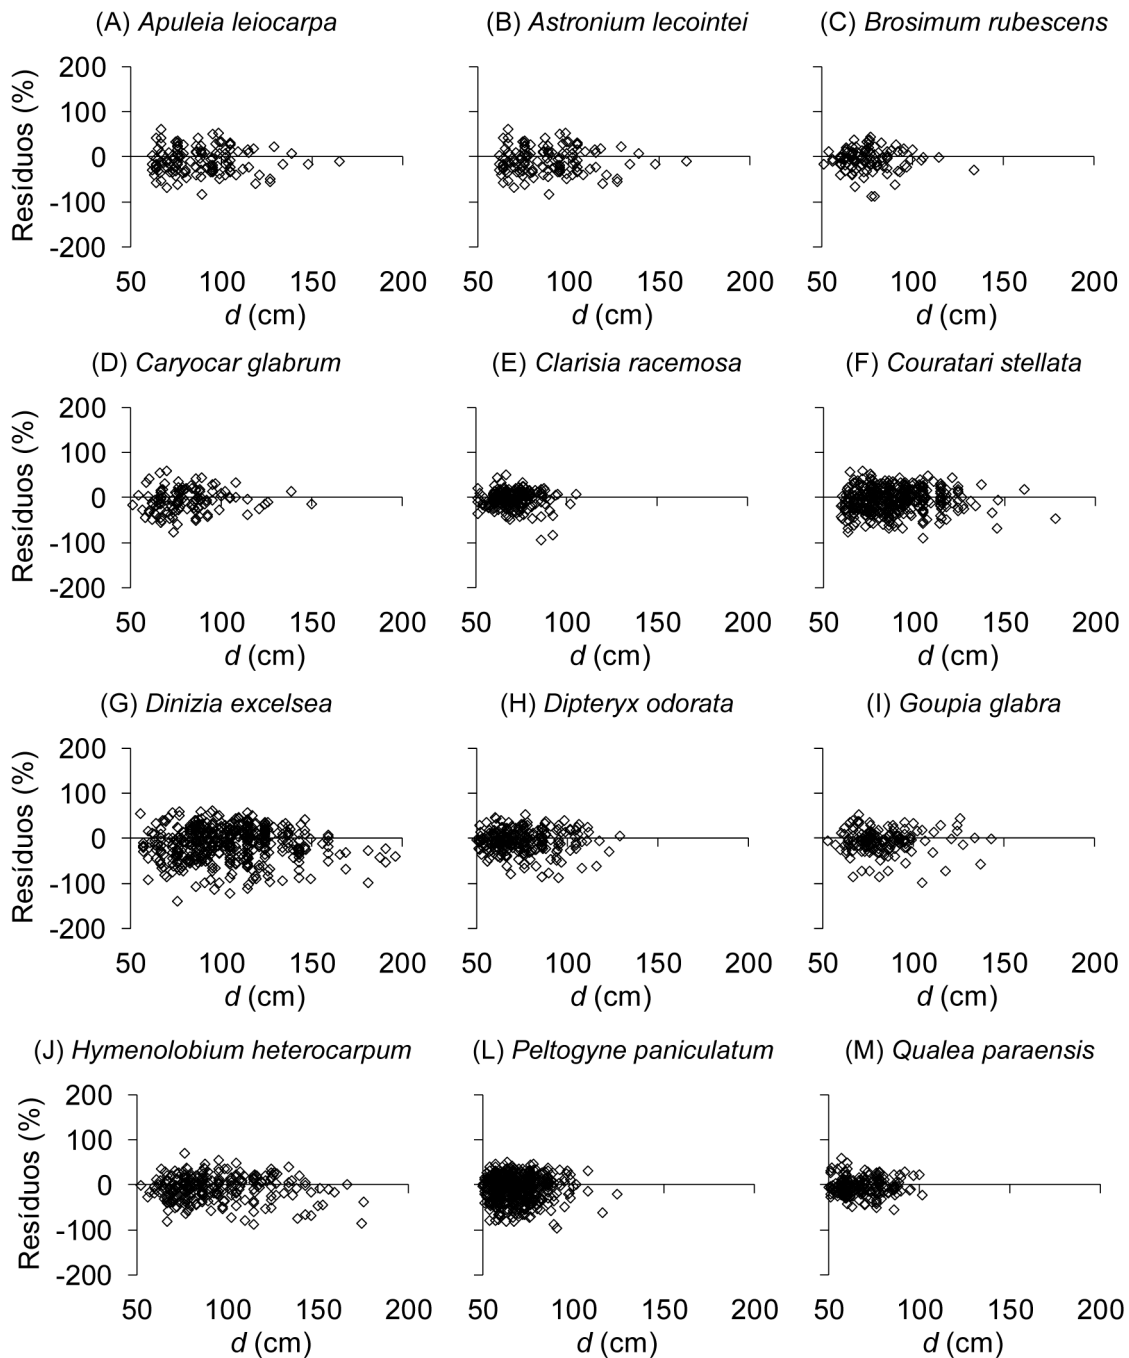 (A) Apuleia leiocarpa
(B) Astronium lecointei
(C) Brosimum rubescens
Resíduos (%)
200
100
0
-100
-200
50 100 150 200
50 100 150 200
50 100 150 200
d (cm)
d (cm)
d (cm)
(D) Caryocar glabrum
(E) Clarisia racemosa
(F) Couratari stellata
Resíduos (%)
200
100
0
-100
-200
50 100 150 200
50 100 150 200
50 100 150 200
d (cm)
d (cm)
d (cm)
(G) Dinizia excelsea
(H) Dipteryx odorata
(I) Goupia glabra
Resíduos (%)
200
100
0
-100
-200
50 100 150 200
50 100 150 200
50 100 150 200
d (cm)
d (cm)
d (cm)
(J) Hymenolobium heterocarpum
(L) Peltogyne paniculatum
(M) Qualea paraensis
Resíduos (%)
200
100
0
-100
-200
50 100 150 200
50 100 150 200
50 100 150 200
d (cm)
d (cm)
d (cm)